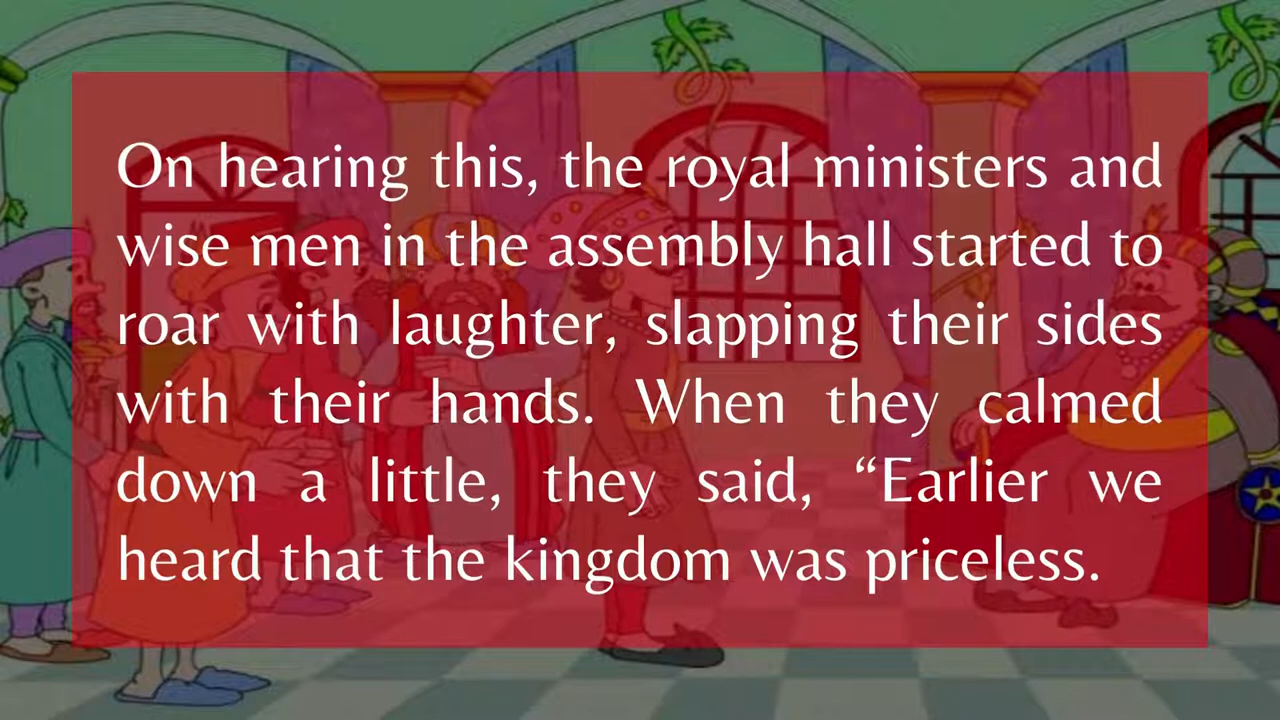 On hearing this, the royal ministers and
wise men in the assembly hall started to
roar with laughter, slapping their sides
with their hands. When they calmed
down a little, they said, “Earlier we
heard that the kingdom was priceless.